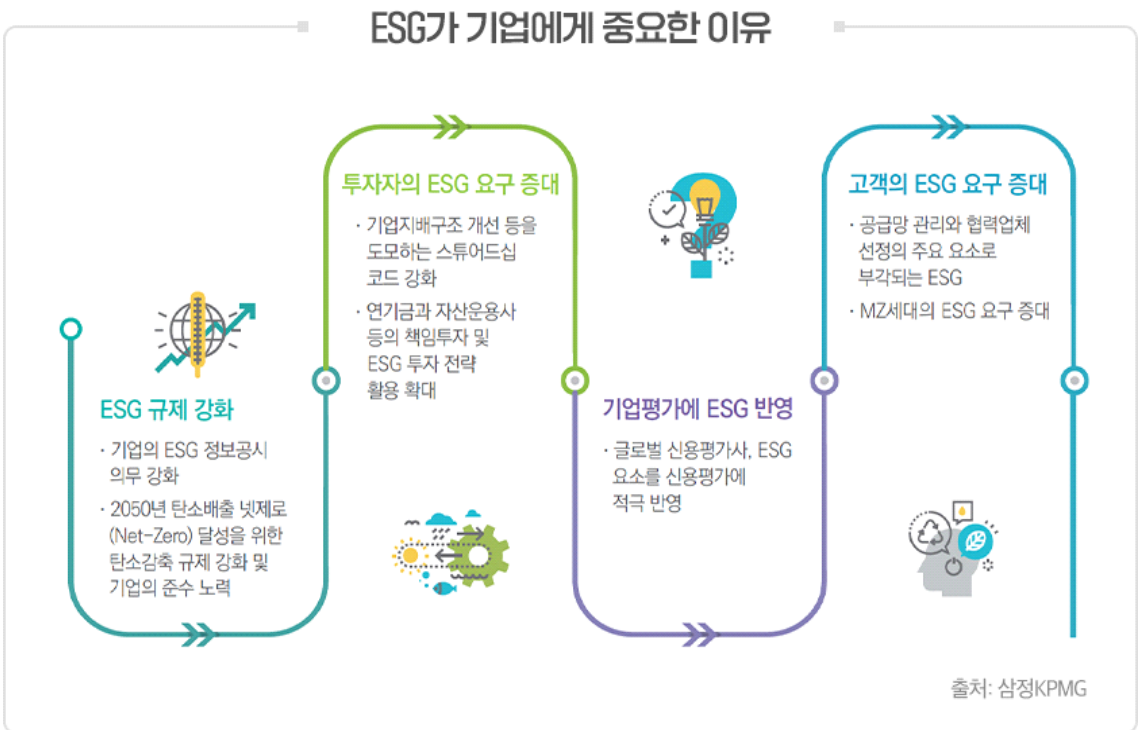 ESG가 기업에게 중요한 이유
ESG 규제 강화
· 기업의 ESG 정보공시
의무 강화
· 2050년 탄소배출 넷제로
(Net-Zero) 달성을 위한
탄소감축 규제 강화 및
기업의 준수 노력
투자자의 ESG 요구 증대
· 기업지배구조 개선 등을
도모하는 스튜어드십
코드 강화
· 연기금과 자산운용사
등의 책임투자 및
ESG 투자 전략
활용 확대
기업평가에 ESG 반영
· 글로벌 신용평가사, ESG
요소를 신용평가에
적극 반영
고객의 ESG 요구 증대
· 공급망 관리와 협력업체
선정의 주요 요소로
부각되는 ESG
· MZ세대의 ESG 요구 증대
출처: 삼정KPMG